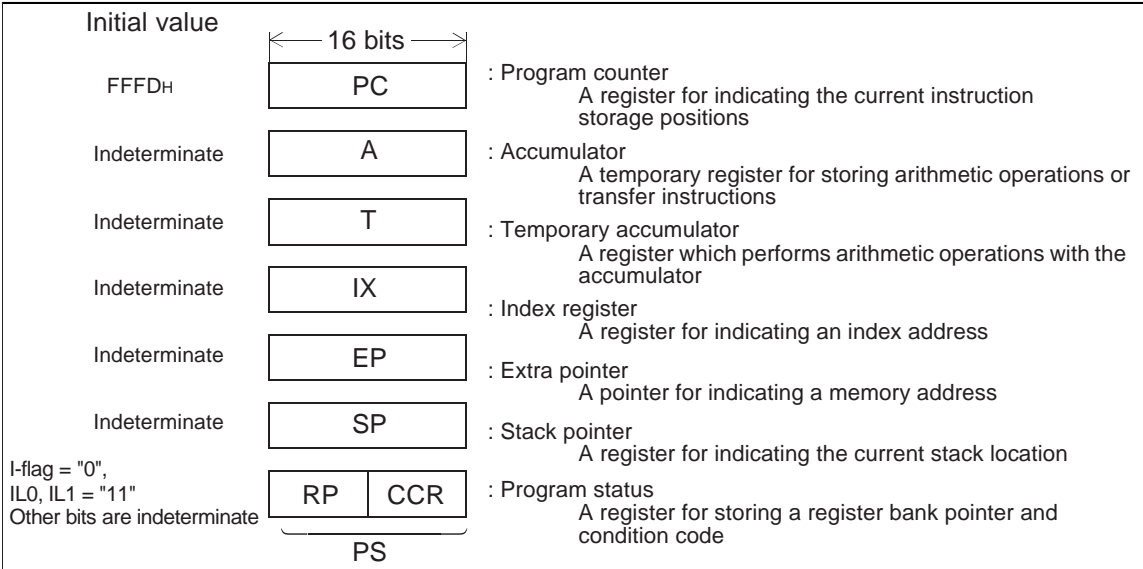 Initial value
16 bits
FFFDH
PC
: Program counter
A register for indicating the current instruction
storage positions
Indeterminate
A
: Accumulator
A temporary register for storing arithmetic operations or
transfer instructions
Indeterminate
T
: Temporary accumulator
A register which performs arithmetic operations with the
accumulator
Indeterminate
IX
: Index register
A register for indicating an index address
Indeterminate
EP
: Extra pointer
A pointer for indicating a memory address
Indeterminate
SP
: Stack pointer
A register for indicating the current stack location
I-flag = "0",
IL0, IL1 = "11"
Other bits are indeterminate
RP
CCR
: Program status
A register for storing a register bank pointer and
condition code
PS